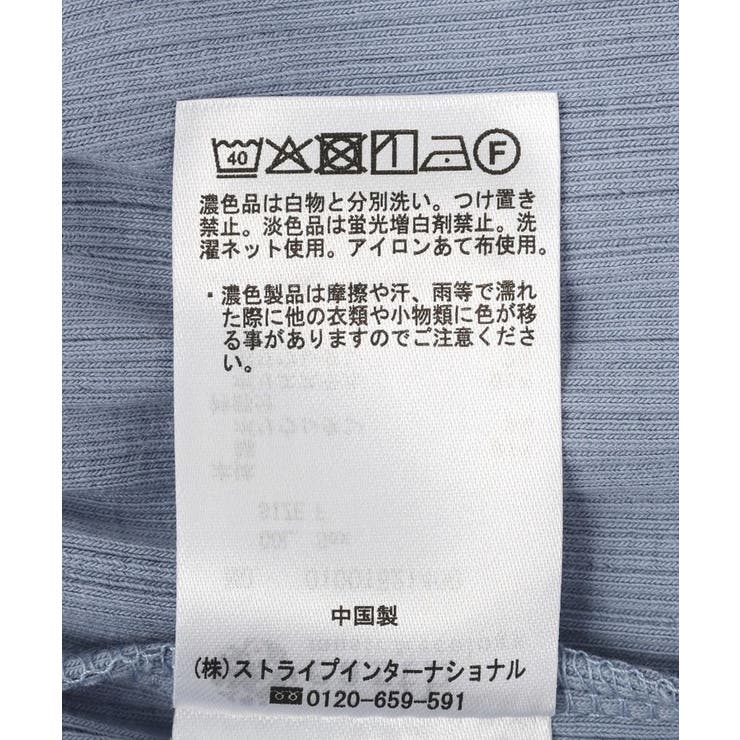 40 F
濃色品は白物と分別洗い。つけ置き
禁止。淡色品は蛍光増白剤禁止。洗
濯ネット使用。アイロンあて布使用。
・濃色製品は摩擦や汗、雨等で濡れ
た際に他の衣類や小物類に色が移
る事がありますのでご注意くださ
い。
中国製
(株)ストライプインターナショナル
0120-659-591